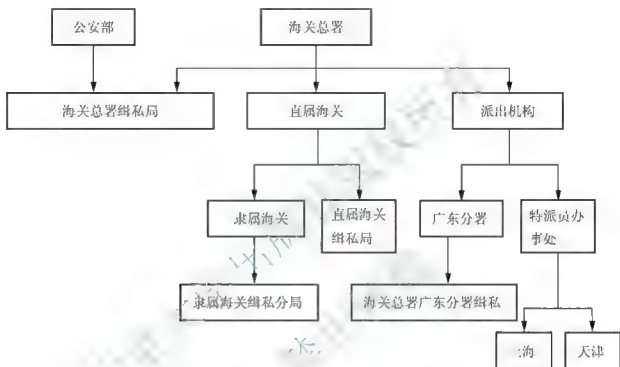 公安部
海关总署
海关总署缉私局
直属海关
派出机构
隶属海关
直属海关
缉私局
广东分署
特派员办
事处
隶属海关缉私分局
海关总署广东分署缉私
上海
天津